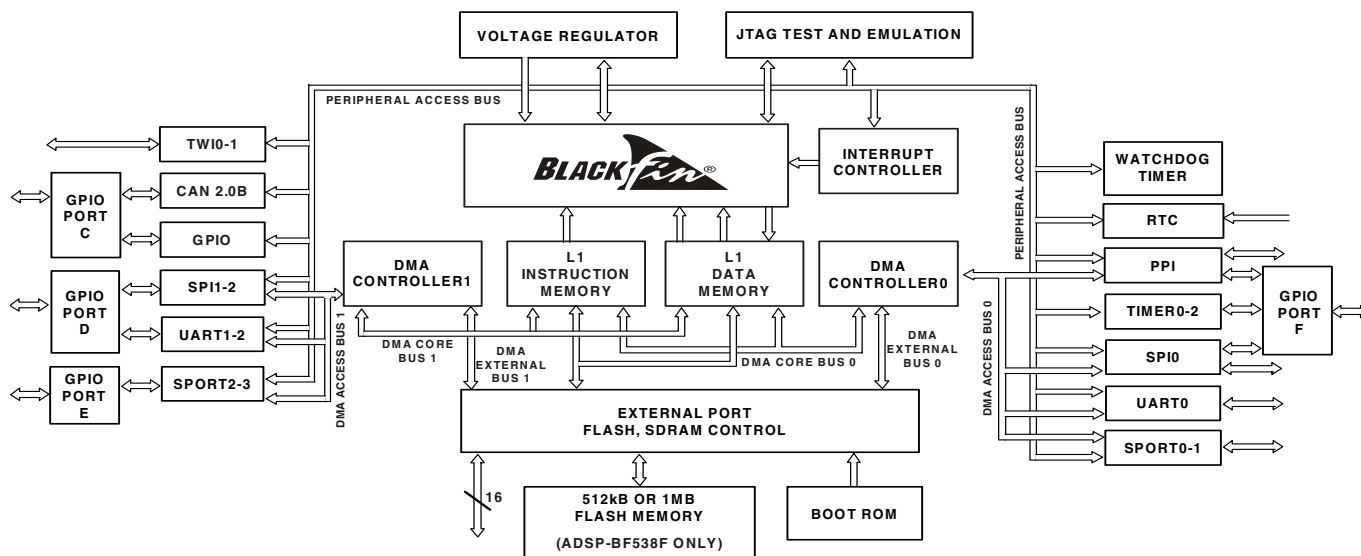 VOLTAGE REGULATOR
JTAG TEST AND EMULATION
PERIPHERAL ACCESS BUS
TWI0-1
CAN 2.0B
GPIO
PORT
C
GPIO
SPI1-2
GPIO
PORT
D
UART1-2
GPIO
PORT
E
SPORT2-3
DMA ACCESS BUS 1
BLACKfin®
INTERRUPT
CONTROLLER
DMA
CONTROLLER1
L1
INSTRUCTION
MEMORY
L1
DATA
MEMORY
DMA
CONTROLLER0
DMA CORE
BUS 1
DMA
EXTERNAL
BUS 1
DMA CORE BUS 0
DMA
EXTERNAL
BUS 0
EXTERNAL PORT
FLASH, SDRAM CONTROL
16
512kB OR 1MB
FLASH MEMORY
(ADSP-BF538F ONLY)
BOOT ROM
PERIPHERAL ACCESS BUS
DMA ACCESS BUS 0
WATCHDOG
TIMER
RTC
PPI
TIMER0-2
SPI0
UART0
SPORT0-1
GPIO
PORT
F